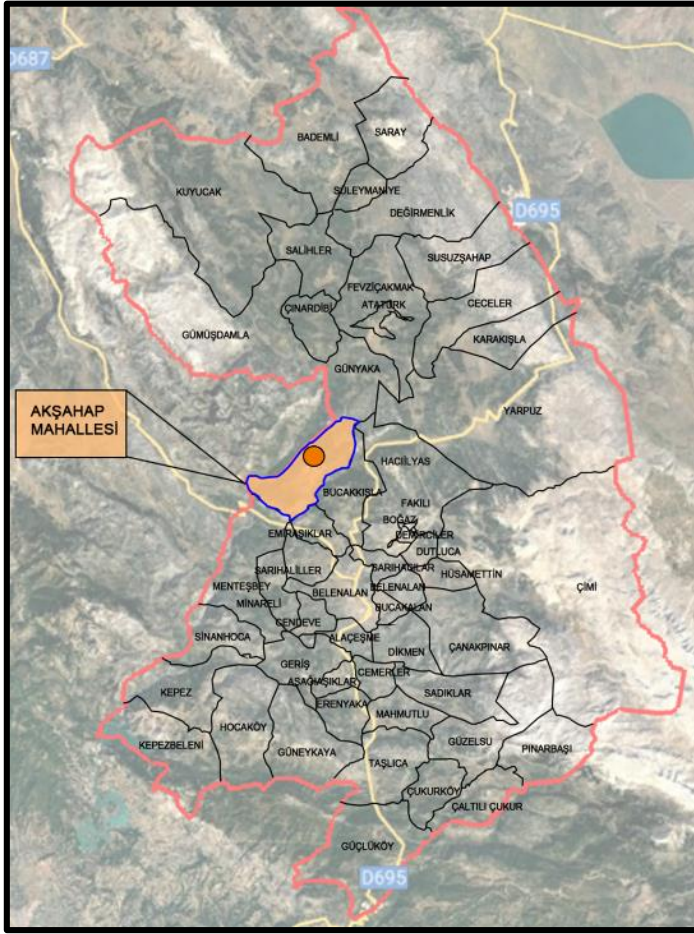 D687
BADEMLİ
SARAY
KUYUCAK
SÜLEYMANİYE
DEĞİRMENLİK
D695
SALİHLER
SUSUZŞAHAP
FEVZİÇAKMAK
ATATÜRK
ÇINARDİBİ
CECELER
GÜMÜŞDAMLA
KARAKIŞLA
GÜNYAKA
AKŞAHAP
MAHALLESİ
YARPUZ
HACIİLYAS
BUCAKKIŞLA
FAKILI
BOĞAZ
EMİRAŞIKLAR
DEMİRCİLER
DUTLUCA
SARIHALİLLER
SARIHACILAR
HÜSAMETTİN
MENTEŞBEY
BELENALAN
BELENALAN
ÇİMİ
MİNARELİ
BUCAKALAN
CENDEVE
SİNANHOCA
ALAÇEŞME
DİKMEN
ÇANAKPINAR
GERİŞ
CEMERLER
AŞAĞIAŞIKLAR
KEPEZ
SADIKLAR
ERENYAKA
MAHMUTLU
HOCAKÖY
KEPEZBELENİ
GÜNEYKAYA
GÜZELSU
PINARBAŞI
TAŞLICA
ÇUKURKÖY
ÇALTILI ÇUKUR
GÜÇLÜKÖY
D695